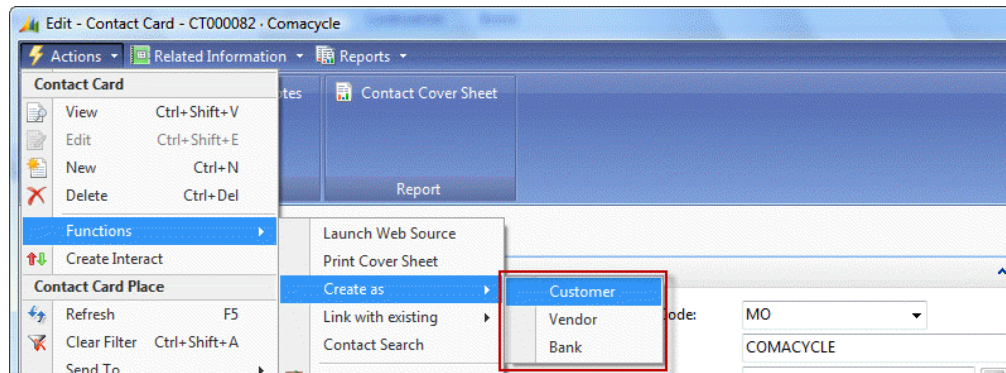 Edit - Contact Card - CT000082 · Comacycle
Actions Related Information Reports
Contact Card
View Ctrl+Shift+V
Edit Ctrl+Shift+E
New Ctrl+N
Delete Ctrl+Del
Functions
Create Interact
Contact Card Place
Refresh F5
Clear Filter Ctrl+Shift+A
Send To
Contact Cover Sheet
Report
Launch Web Source
Print Cover Sheet
Create as
Link with existing
Contact Search
Customer
Vendor
Bank
MO
COMACYCLE